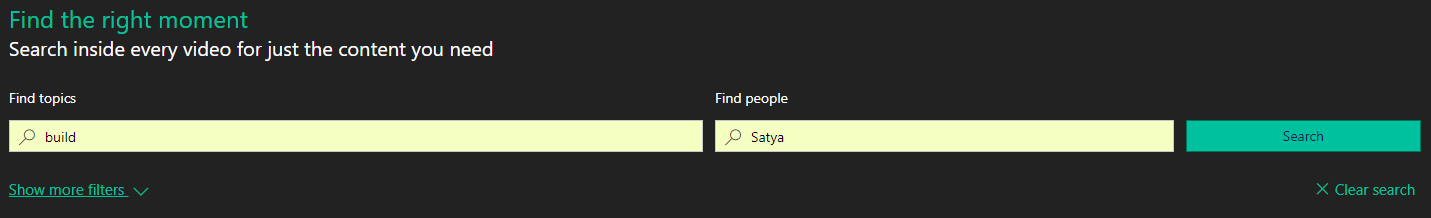 Find the right moment
Search inside every video for just the content you need
Find topics
Find people
build
Satya
Search
Show more filters
Clear search